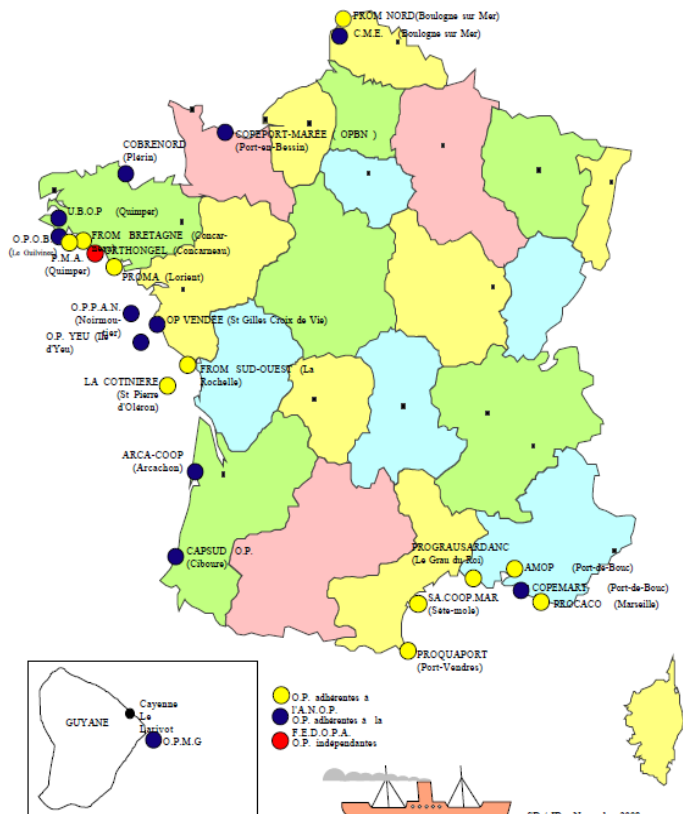 FROM NORD(Boulogne sur Mer)
C.M.E. (Boulogne sur Mer)
COPEPORT-MAREE ( OPBN )
(Port-en-Bessin)
COBRENORD
(Plérin)
U.B.O.P (Quimper)
O.P.O.B.
(Le Guilvinec)
FROM BRETAGNE (Concar-
neau)
ARTHONGEL (Concarneau)
P.M.A.
(Quimper)
PROMA (Lorient)
O.P.P.A.N.
(Noirmou-
tier)
OP VENDEE (St Gilles Croix de Vie)
O.P. YEU (Ile
d'Yeu)
FROM SUD-OUEST (La
Rochelle)
LA COTINIERE
(St Pierre
d'Oléron)
ARCA-COOP
(Arcachon)
CAPSUD O.P.
(Ciboure)
PROGRAUSARDANC
(Le Grau du Roi)
AMOP (Port-de-Bouc)
COPEMART (Port-de-Bouc)
PROCACO (Marseille)
SA.COOP.MAR
(Sète-mole)
PROQUAPORT
(Port-Vendres)
GUYANE
Cayenne
Le
Larivot
O.P.M.G
O.P. adhérentes à
l'A.N.O.P.
O.P. adhérentes à la
F.E.D.O.P.A.
O.P. indépendantes